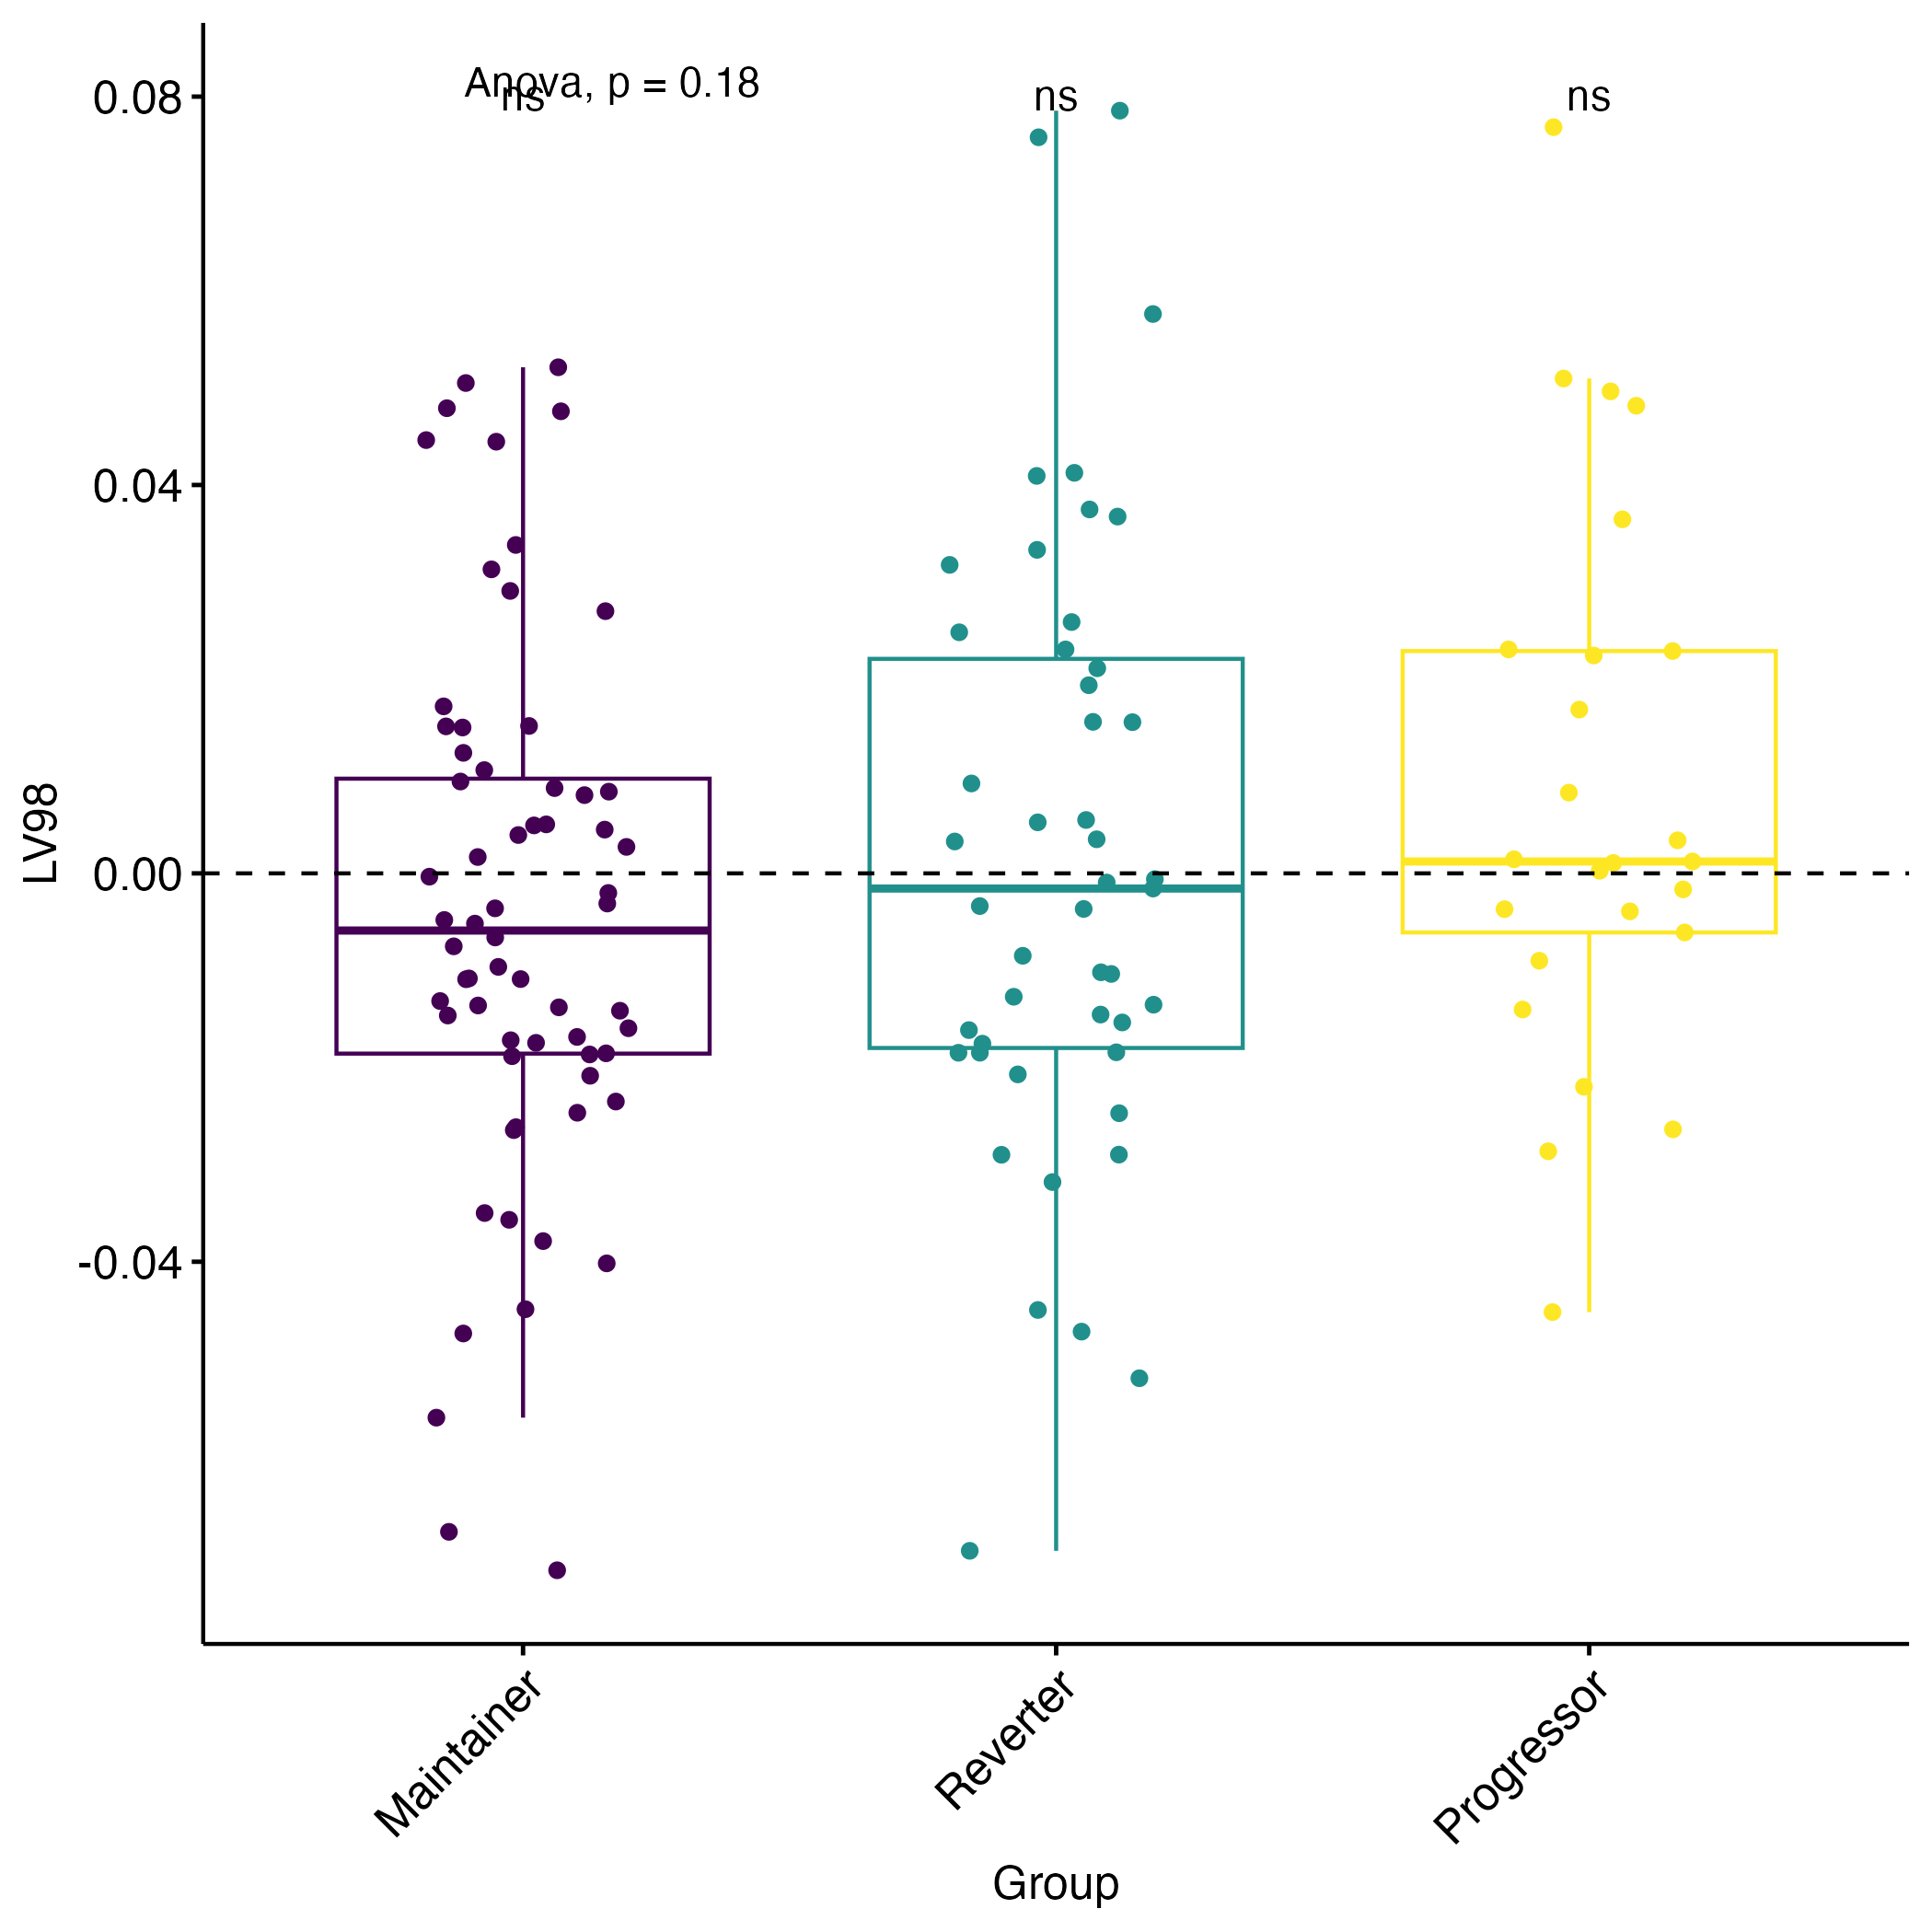 Anova, p = 0.18
ns
ns
ns
0.08
0.04
0.00
-0.04
LV98
Maintainer
Reverter
Progressor
Group